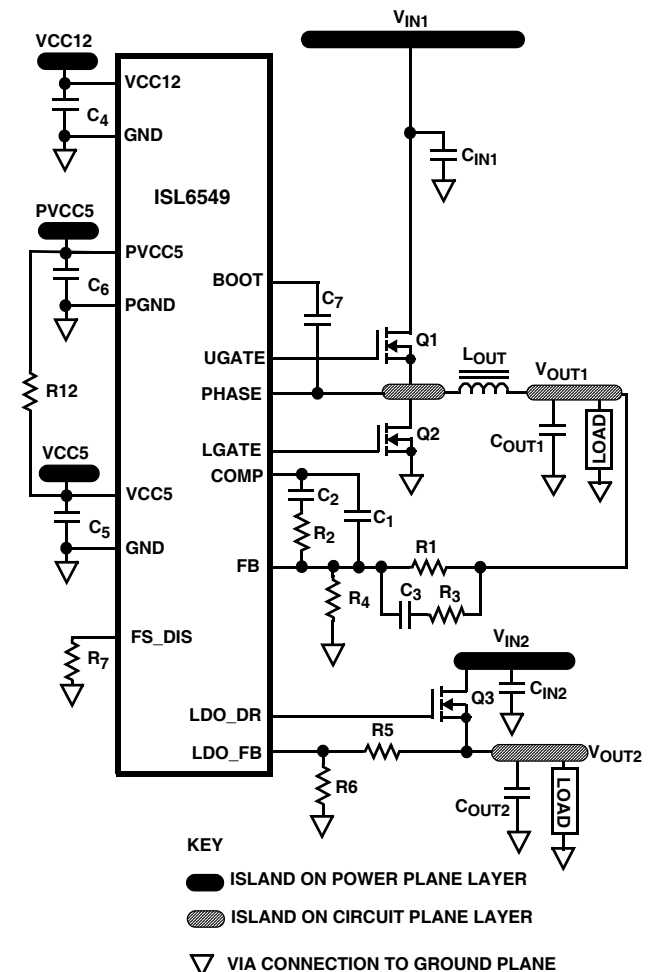 VIN1
VCC12
VCC12
C4
GND
CIN1
ISL6549
PVCC5
PVCC5
C6
PGND
BOOT
C7
Q1
UGATE
LOUT
VOUT1
PHASE
R12
Q2
COUT1
LOAD
LGATE
VCC5
COMP
C2
VCC5
C1
C5
R2
GND
R1
FB
C3
R3
R4
FS_DIS
R7
VIN2
Q3
CIN2
LDO_DR
R5
LDO_FB
VOUT2
R6
COUT2
LOAD
KEY
ISLAND ON POWER PLANE LAYER
ISLAND ON CIRCUIT PLANE LAYER
VIA CONNECTION TO GROUND PLANE